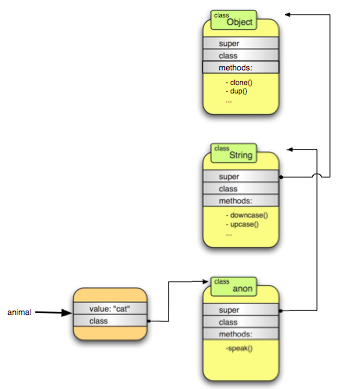 class
Object
super
class
methods:
- clone()
- dup()
...
class
String
super
class
methods:
- downcase()
- upcase()
...
class
anon
super
class
methods:
-speak()
animal
value: "cat"
class